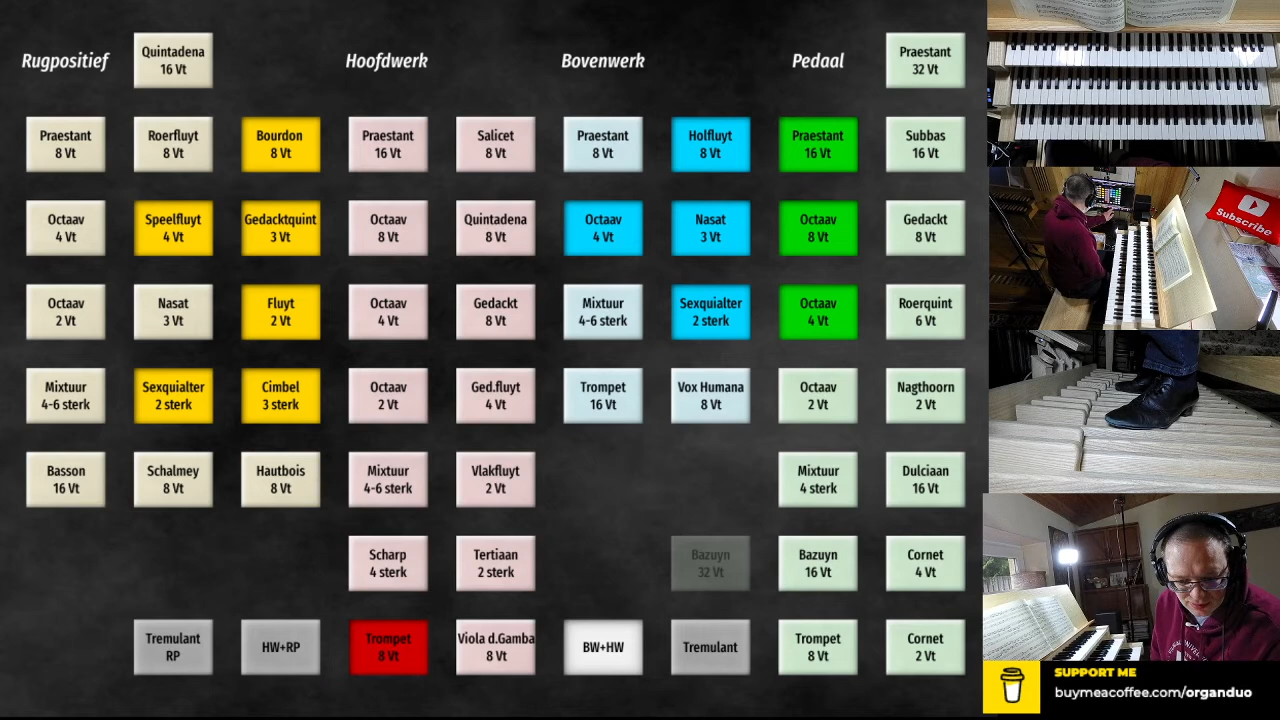 Rugpositief
Quintadena
16 Vt
Hoofdwerk
Bovenwerk
Pedaal
Praestant
32 Vt
Praestant
8 Vt
Roerfluyt
8 Vt
Bourdon
8 Vt
Praestant
16 Vt
Salicet
8 Vt
Praestant
8 Vt
Holfluyt
8 Vt
Praestant
16 Vt
Subbas
16 Vt
Octaav
4 Vt
Speelfluyt
4 Vt
Gedacktquint
3 Vt
Octaav
8 Vt
Quintadena
8 Vt
Octaav
4 Vt
Nasat
3 Vt
Octaav
8 Vt
Gedackt
8 Vt
Octaav
2 Vt
Nasat
3 Vt
Fluyt
2 Vt
Octaav
4 Vt
Gedackt
8 Vt
Mixtuur
4-6 sterk
Sexquialter
2 sterk
Octaav
4 Vt
Roerquint
6 Vt
Mixtuur
4-6 sterk
Sexquialter
2 sterk
Cimbel
3 sterk
Octaav
2 Vt
Ged.fluyt
4 Vt
Trompet
16 Vt
Vox Humana
8 Vt
Octaav
2 Vt
Nagthoorn
2 Vt
Basson
16 Vt
Schalmey
8 Vt
Hautbois
8 Vt
Mixtuur
4-6 sterk
Vlakfluyt
2 Vt
Mixtuur
4 sterk
Dulciaan
16 Vt
Scharp
4 sterk
Tertiaan
2 sterk
Bazuyn
32 Vt
Bazuyn
16 Vt
Cornet
4 Vt
Tremulant
RP
HW+RP
Trompet
8 Vt
Viola d.Gamba
8 Vt
BW+HW
Tremulant
Trompet
8 Vt
Cornet
2 Vt
Subscribe
SUPPORT ME
buymeacoffee.com/organduo